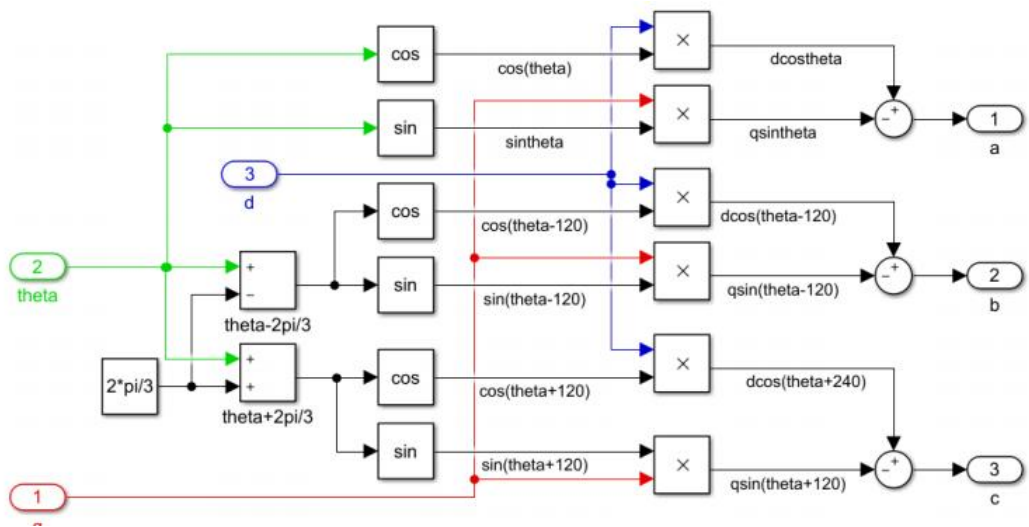 cos
×
dcostheta
cos(theta)
sin
×
1
a
sintheta
qsintheta
3
d
cos
×
cos(theta-120)
dcos(theta-120)
2
theta
+
−
theta-2pi/3
sin
×
sin(theta-120)
qsin(theta-120)
− +
2
b
2*pi/3
+
+
theta+2pi/3
cos
×
cos(theta+120)
dcos(theta+240)
sin
×
sin(theta+120)
qsin(theta+120)
− +
3
c
− +
1